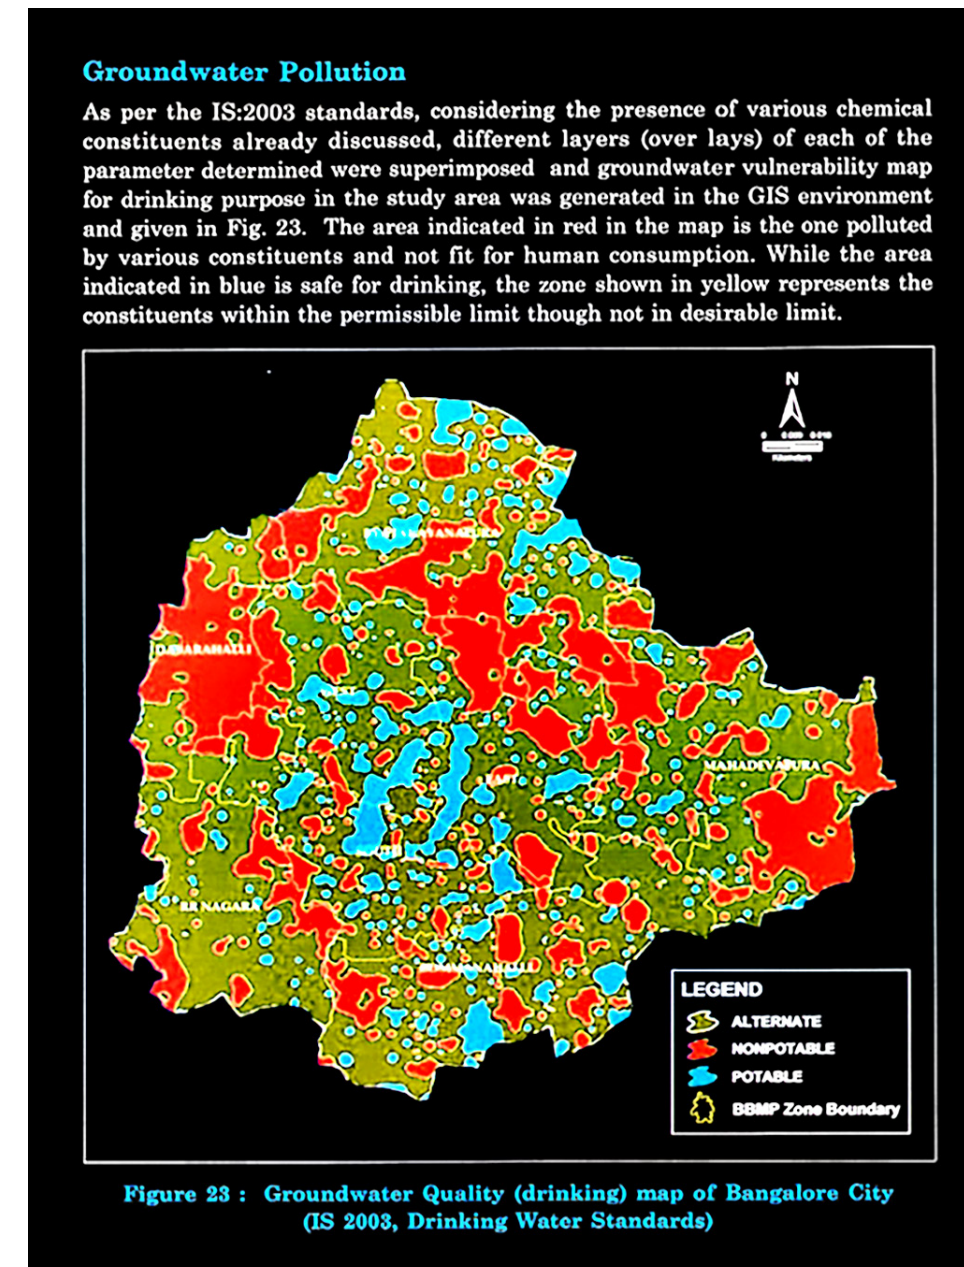 Groundwater Pollution
As per the IS:2003 standards, considering the presence of various chemical
constituents already discussed, different layers (over lays) of each of the
parameter determined were superimposed and groundwater vulnerability map
for drinking purpose in the study area was generated in the GIS environment
and given in Fig. 23. The area indicated in red in the map is the one polluted
by various constituents and not fit for human consumption. While the area
indicated in blue is safe for drinking, the zone shown in yellow represents the
constituents within the permissible limit though not in desirable limit.
N
Kilometers
DASARAHALLI
WEST
EAST
MAHADEVAPURA
RR NAGARA
BOMMANAHALLI
LEGEND
ALTERNATE
NONPOTABLE
POTABLE
BBMP Zone Boundary
Figure 23 : Groundwater Quality (drinking) map of Bangalore City
(IS 2003, Drinking Water Standards)